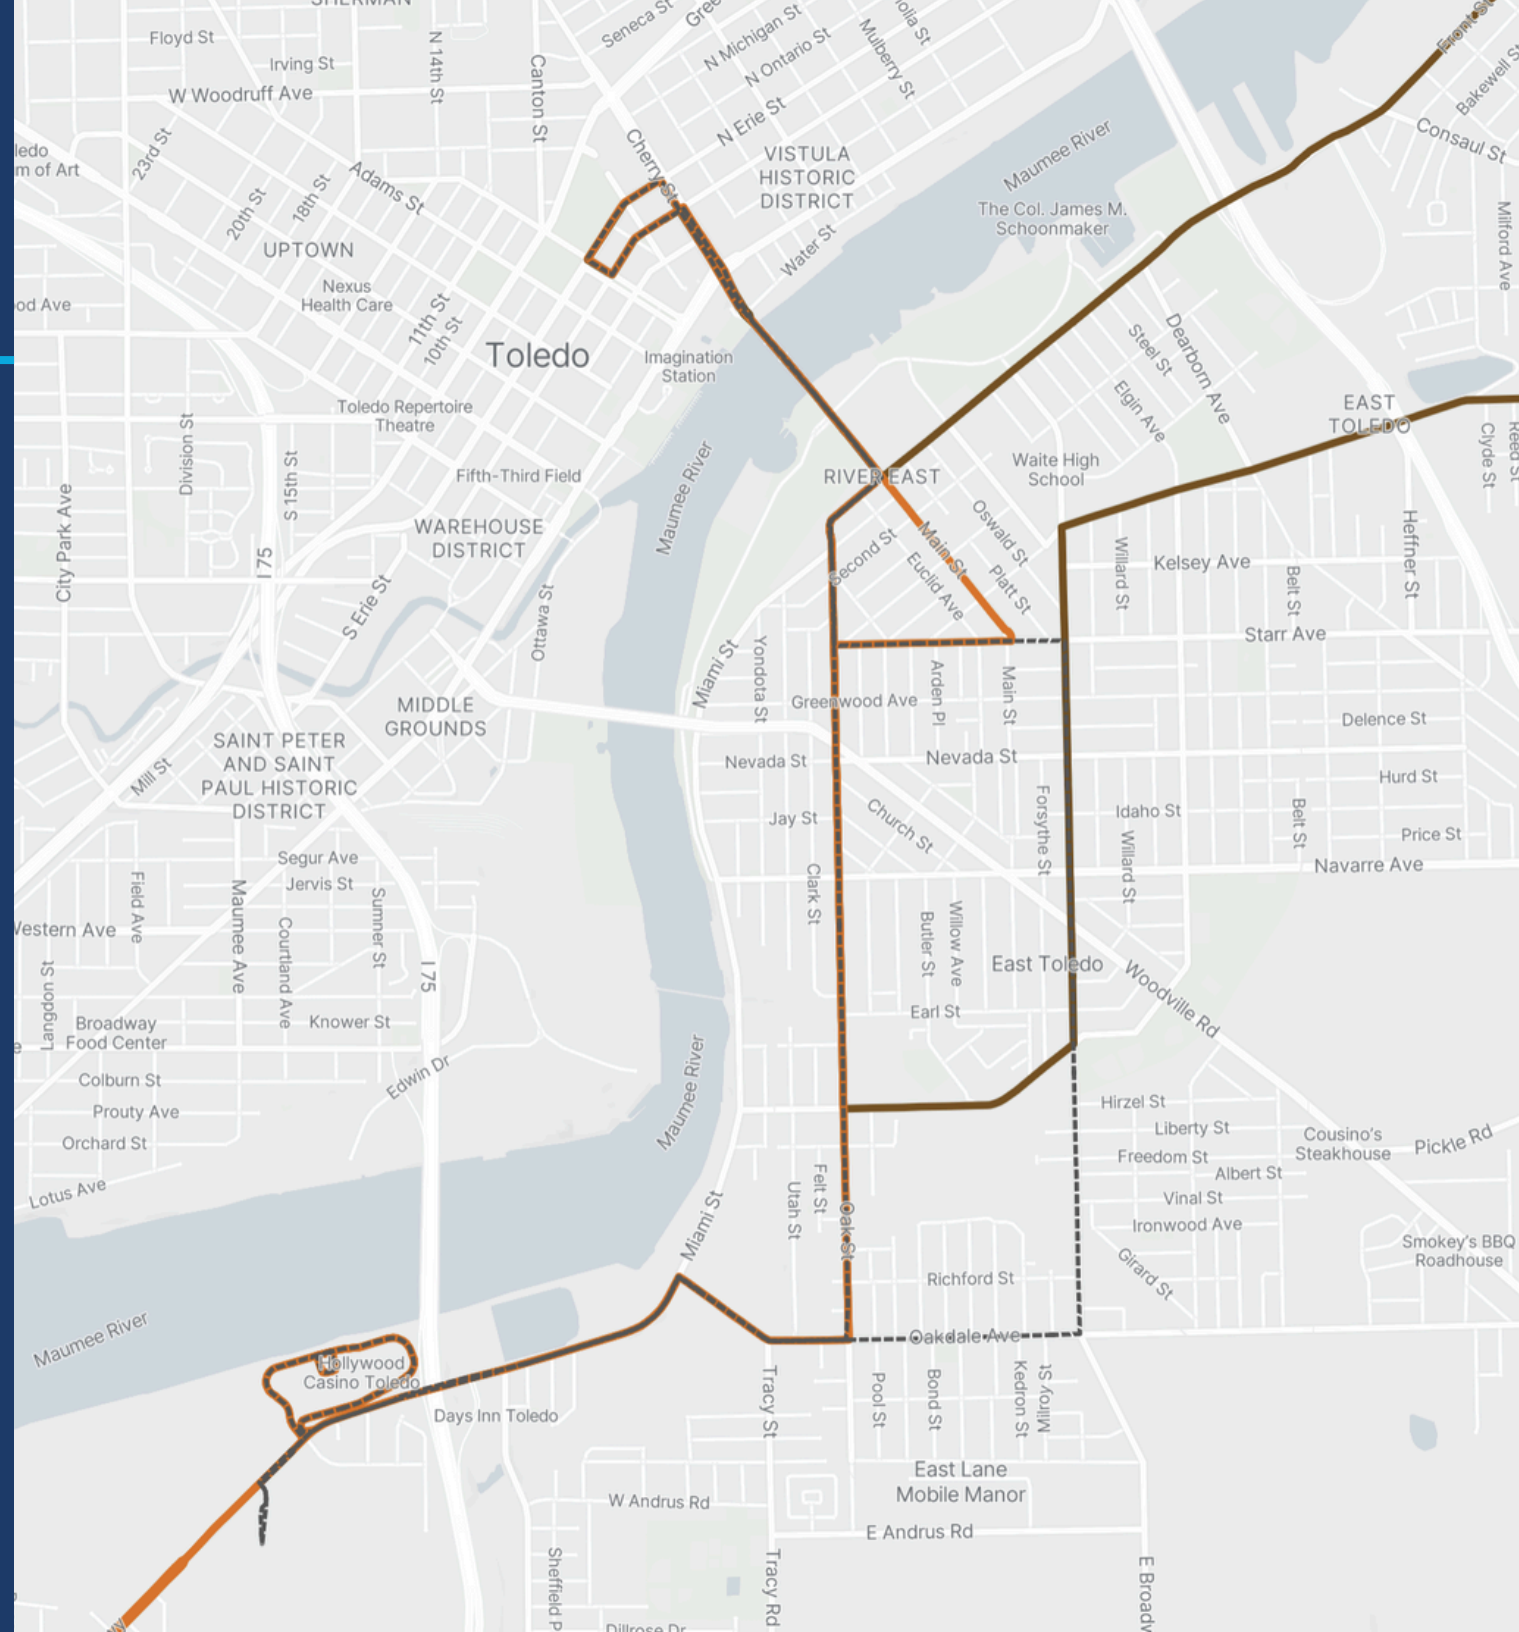 SHERMAN
Floyd St
Irving St
W Woodruff Ave
N 14th St
Canton St
Seneca St
N Michigan St
N Ontario St
Mulberry St
N Erie St
Cherry St
VISTULA
HISTORIC
DISTRICT
Maumee River
Front St
Bakewell St
Consaul St
Milford Ave
23rd St
20th St
18th St
Adams St
UPTOWN
Nexus
Health Care
11th St
10th St
Toledo
Imagination
Station
Water St
The Col. James M.
Schoonmaker
Dearborn Ave
Steel St
Elgin Ave
EAST
TOLEDO
Clyde St
Reed St
Toledo Repertoire
Theatre
Fifth-Third Field
Division St
S 15th St
City Park Ave
I 75
WAREHOUSE
DISTRICT
S Erie St
Ottawa St
Maumee River
RIVER EAST
Waite High
School
Second St
Main St
Oswald St
Platt St
Euclid Ave
Willard St
Kelsey Ave
Belt St
Heffner St
Starr Ave
Miami St
Yondota St
Greenwood Ave
Arden Pl
Main St
Delence St
MIDDLE
GROUNDS
SAINT PETER
AND SAINT
PAUL HISTORIC
DISTRICT
Mill St
Nevada St
Nevada St
Hurd St
Jay St
Church St
Forsythe St
Idaho St
Belt St
Price St
Willard St
Navarre Ave
Segur Ave
Jervis St
Field Ave
Maumee Ave
Courtland Ave
Sumner St
Clark St
Butler St
Willow Ave
East Toledo
Woodville Rd
I 75
Langdon St
Broadway
Food Center
Knower St
Earl St
Colburn St
Edwin Dr
Prouty Ave
Orchard St
Lotus Ave
Maumee River
Hirzel St
Liberty St
Freedom St
Albert St
Vinal St
Ironwood Ave
Girard St
Cousino's
Steakhouse
Pickle Rd
Smokey's BBQ
Roadhouse
Miami St
Utah St
Felt St
Oak St
Richford St
Oakdale Ave
Maumee River
Hollywood
Casino Toledo
Days Inn Toledo
Tracy St
Pool St
Bond St
Kedron St
Milroy St
East Lane
Mobile Manor
W Andrus Rd
E Andrus Rd
Sheffield P
Tracy Rd
Dillrose Dr
E Broadw